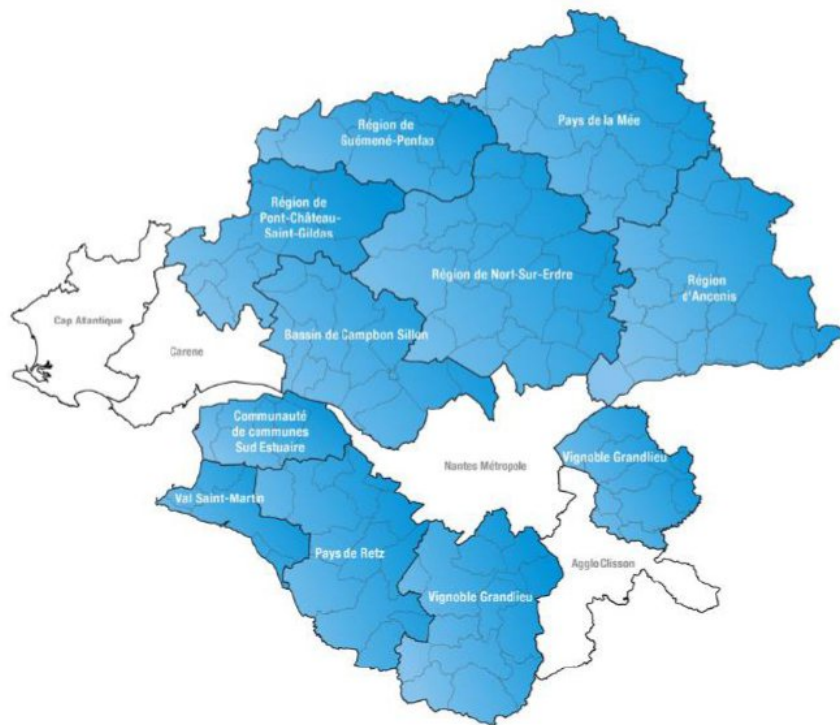 Pays de la Mée
Région de
Guémené-Penfao
Région de
Pont-Château-
Saint-Gildas
Région de Nort-Sur-Erdre
Région
d'Ancenis
Cap Atlantique
Carene
Bassin de Campbon Sillon
Communauté
de communes
Sud Estuaire
Nantes Métropole
Vignoble Grandlieu
Val Saint-Martin
Pays de Retz
Agglo Clisson
Vignoble Grandlieu